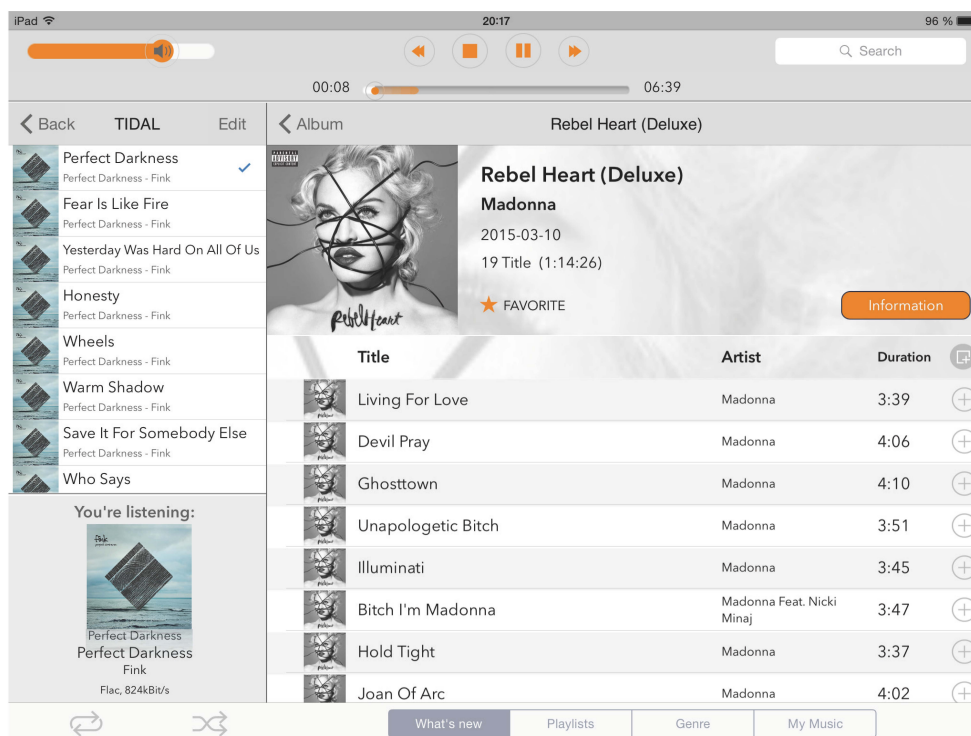 iPad 20:17 96 %
Search
00:08 06:39
Back TIDAL Edit
Perfect Darkness
Perfect Darkness - Fink
Fear Is Like Fire
Perfect Darkness - Fink
Yesterday Was Hard On All Of Us
Perfect Darkness - Fink
Honesty
Perfect Darkness - Fink
Wheels
Perfect Darkness - Fink
Warm Shadow
Perfect Darkness - Fink
Save It For Somebody Else
Perfect Darkness - Fink
Who Says
You're listening:
fink
Perfect Darkness
Perfect Darkness
Fink
Flac, 824kBit/s
Album Rebel Heart (Deluxe)
PARENTAL
ADVISORY
EXPLICIT CONTENT
Rebel Heart
Rebel Heart (Deluxe)
Madonna
2015-03-10
19 Title (1:14:26)
FAVORITE
Information
Title Artist Duration
Living For Love Madonna 3:39
Devil Pray Madonna 4:06
Ghosttown Madonna 4:10
Unapologetic Bitch Madonna 3:51
Illuminati Madonna 3:45
Bitch I'm Madonna Madonna Feat. Nicki
Minaj 3:47
Hold Tight Madonna 3:37
Joan Of Arc Madonna 4:02
What's new Playlists Genre My Music